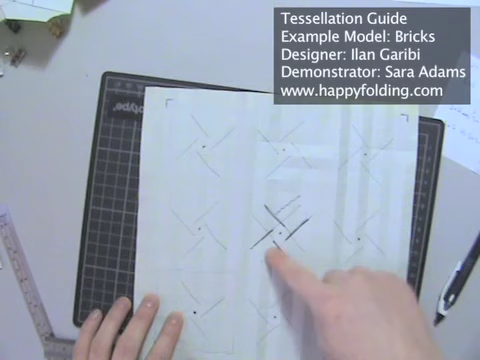 Tessellation Guide
Example Model: Bricks
Designer: Ilan Garibi
Demonstrator: Sara Adams
www.happyfolding.com